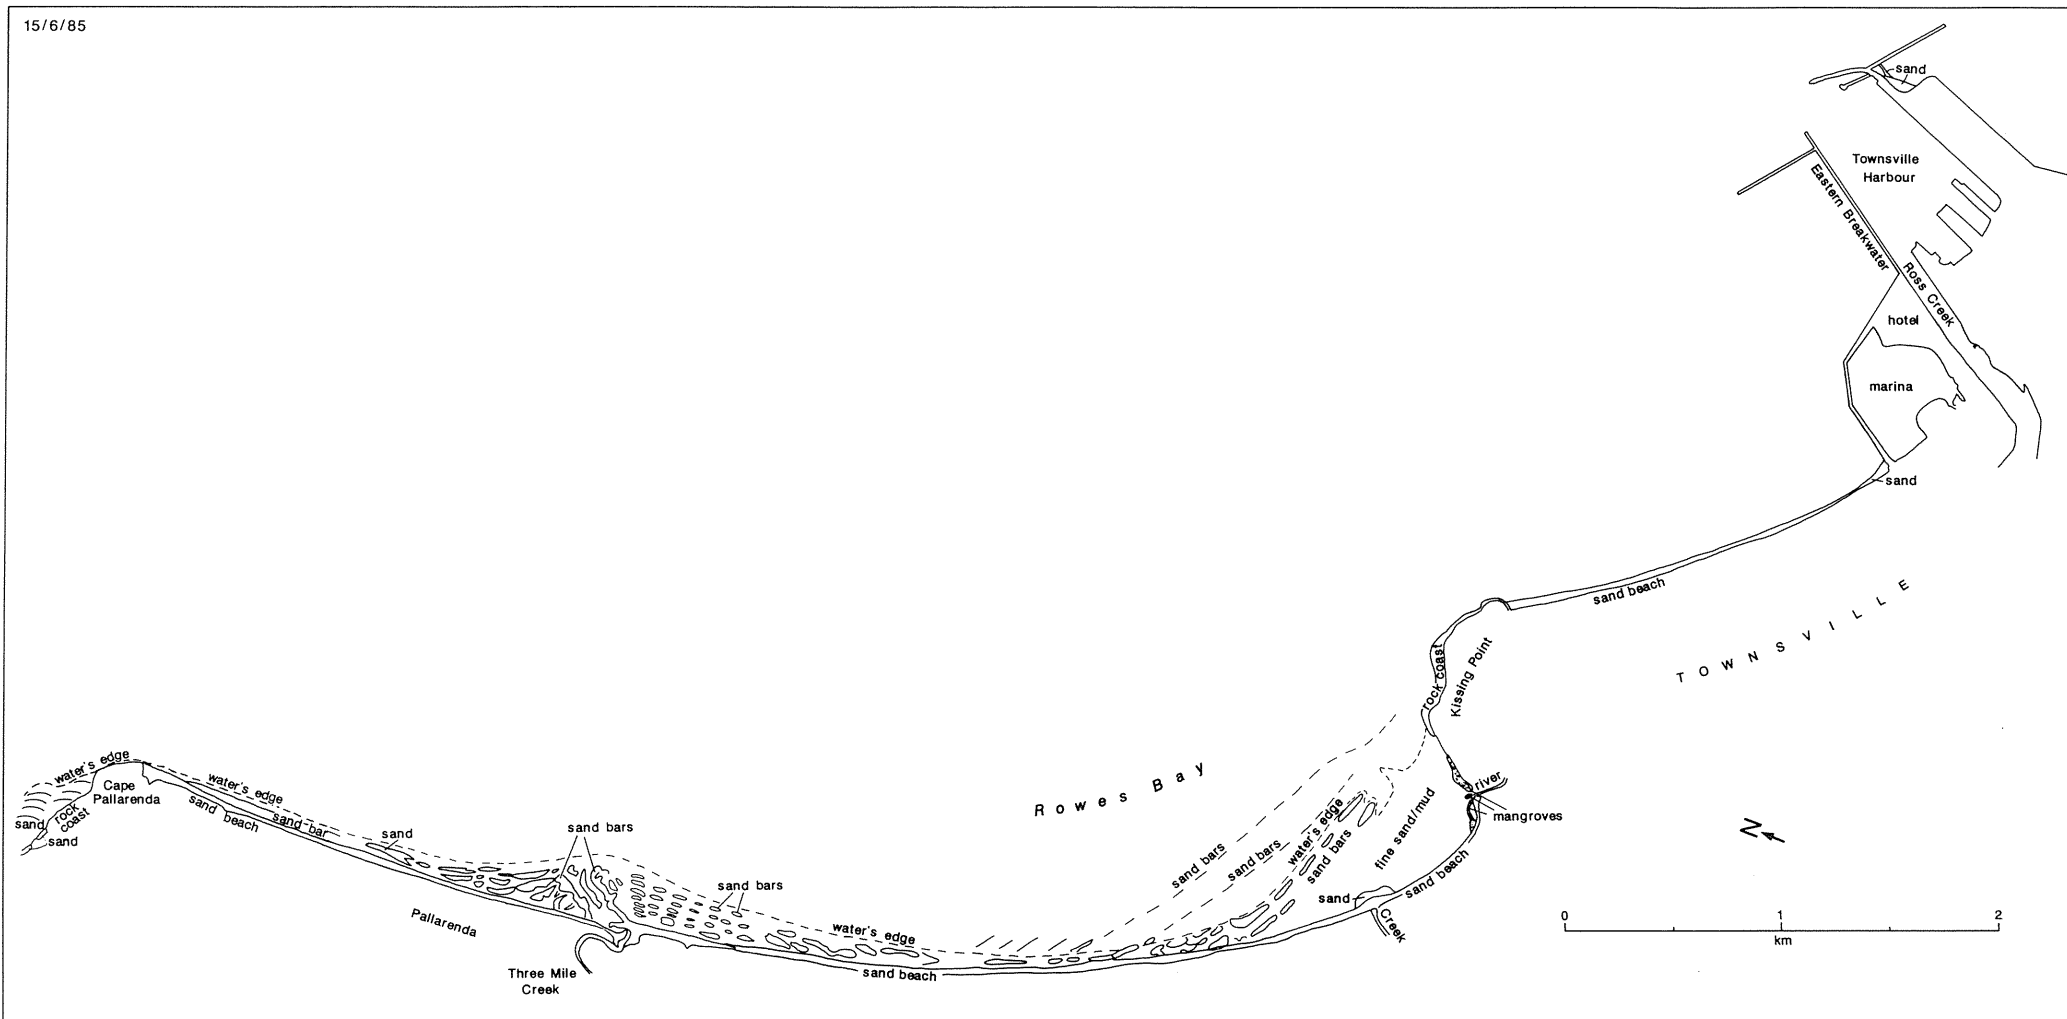 15/6/85
sand
Townsville
Harbour
Eastern Breakwater
Ross Creek
hotel
marina
sand
sand beach
TOWNSVILLE
rock coast
Kissing Point
Rowes Bay
river
mangroves
fine sand/mud
sand bars
sand bars
water's edge
sand bars
sand beach
sand
Creek
N
0 1 2
km
water's edge
Cape
Pallarenda
rock
coast
sand
sand
water's edge
sand beach
sand bar
sand
sand bars
sand bars
Pallarenda
Three Mile
Creek
water's edge
sand beach